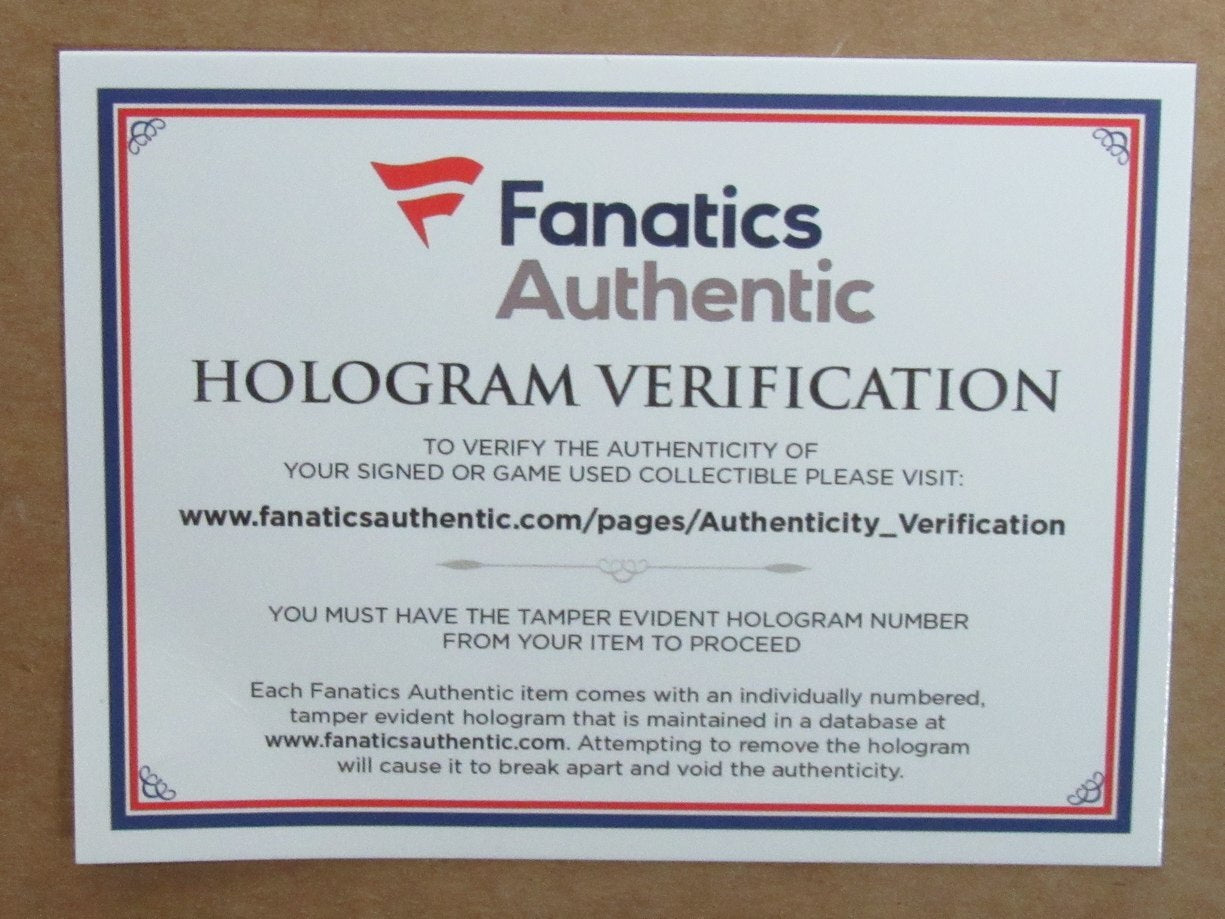 Fanatics
Authentic
HOLOGRAM VERIFICATION
TO VERIFY THE AUTHENTICITY OF
YOUR SIGNED OR GAME USED COLLECTIBLE PLEASE VISIT:
www.fanaticsauthentic.com/pages/Authenticity_Verification
YOU MUST HAVE THE TAMPER EVIDENT HOLOGRAM NUMBER
FROM YOUR ITEM TO PROCEED
Each Fanatics Authentic item comes with an individually numbered,
tamper evident hologram that is maintained in a database at
www.fanaticsauthentic.com. Attempting to remove the hologram
will cause it to break apart and void the authenticity.